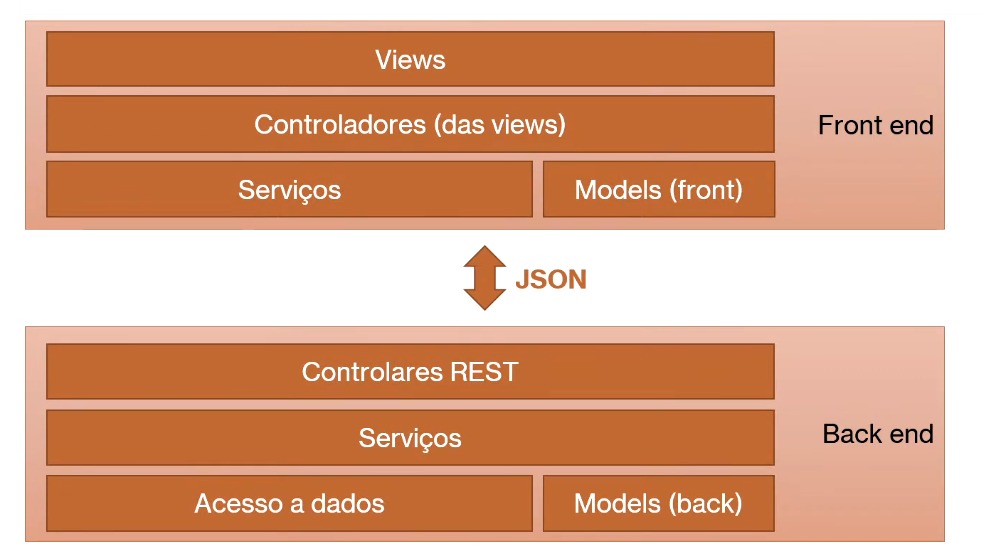 Views
Controladores (das views)
Front end
Serviços
Models (front)
JSON
Controlares REST
Serviços
Back end
Acesso a dados
Models (back)